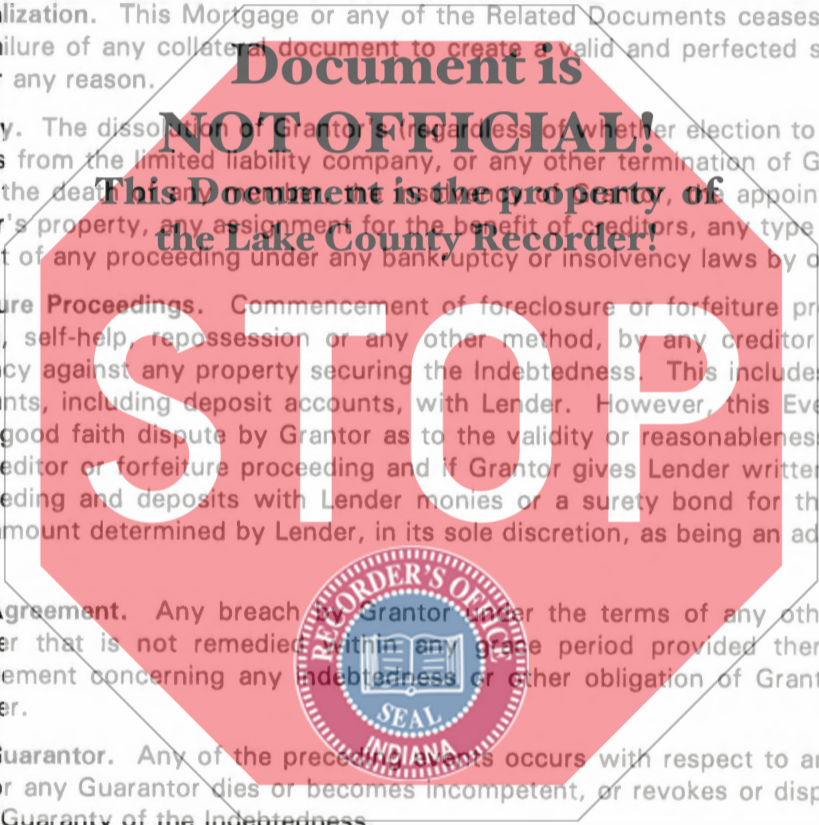 lization. This Mortgage or any of the Related Documents ceases
ilure of any collateral document to create a valid and perfected s
any reason.
Document is
NOT OFFICIAL!
This Document is the property of
the Lake County Recorder!
y. The dissolution of Grantor's (regardless of whether election to
s from the limited liability company, or any other termination of G
the death of any member, the insolvency of Grantor, the appoin
r's property, any assignment for the benefit of creditors, any type
t of any proceeding under any bankruptcy or insolvency laws by o
ure Proceedings. Commencement of foreclosure or forfeiture pr
, self-help, repossession or any other method, by any creditor
cy against any property securing the Indebtedness. This includes
nts, including deposit accounts, with Lender. However, this Eve
good faith dispute by Grantor as to the validity or reasonableness
editor or forfeiture proceeding and if Grantor gives Lender written
eding and deposits with Lender monies or a surety bond for th
mount determined by Lender, in its sole discretion, as being an ad
STOP
Agreement. Any breach by Grantor under the terms of any oth
er that is not remedied within any grace period provided ther
ement concerning any indebtedness or other obligation of Grant
er.
RECORDER'S OFFICE
SEAL
INDIANA
uarantor. Any of the preceding events occurs with respect to an
r any Guarantor dies or becomes incompetent, or revokes or disp
Guaranty of the Indebtedness